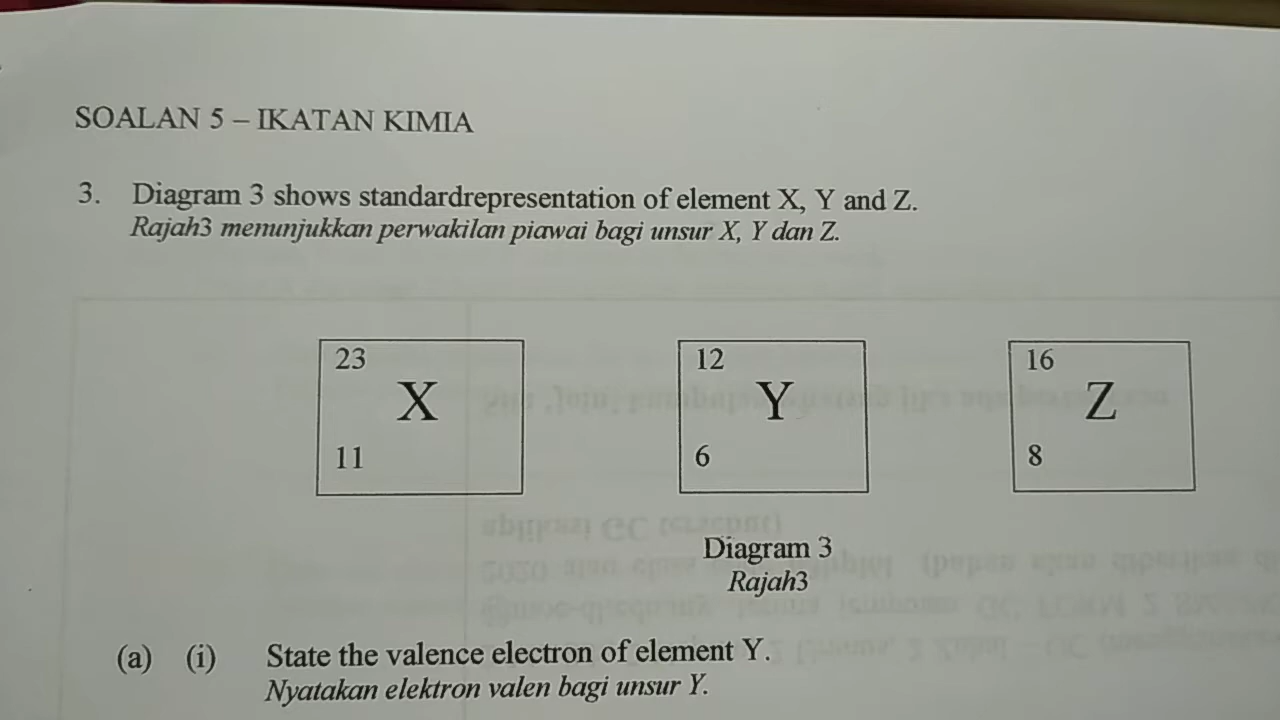 SOALAN 5 – IKATAN KIMIA
3. Diagram 3 shows standardrepresentation of element X, Y and Z.
Rajah3 menunjukkan perwakilan piawai bagi unsur X, Y dan Z.
23 X 11
12 Y 6
16 Z 8
Diagram 3
Rajah3
(a) (i) State the valence electron of element Y.
Nyatakan elektron valen bagi unsur Y.